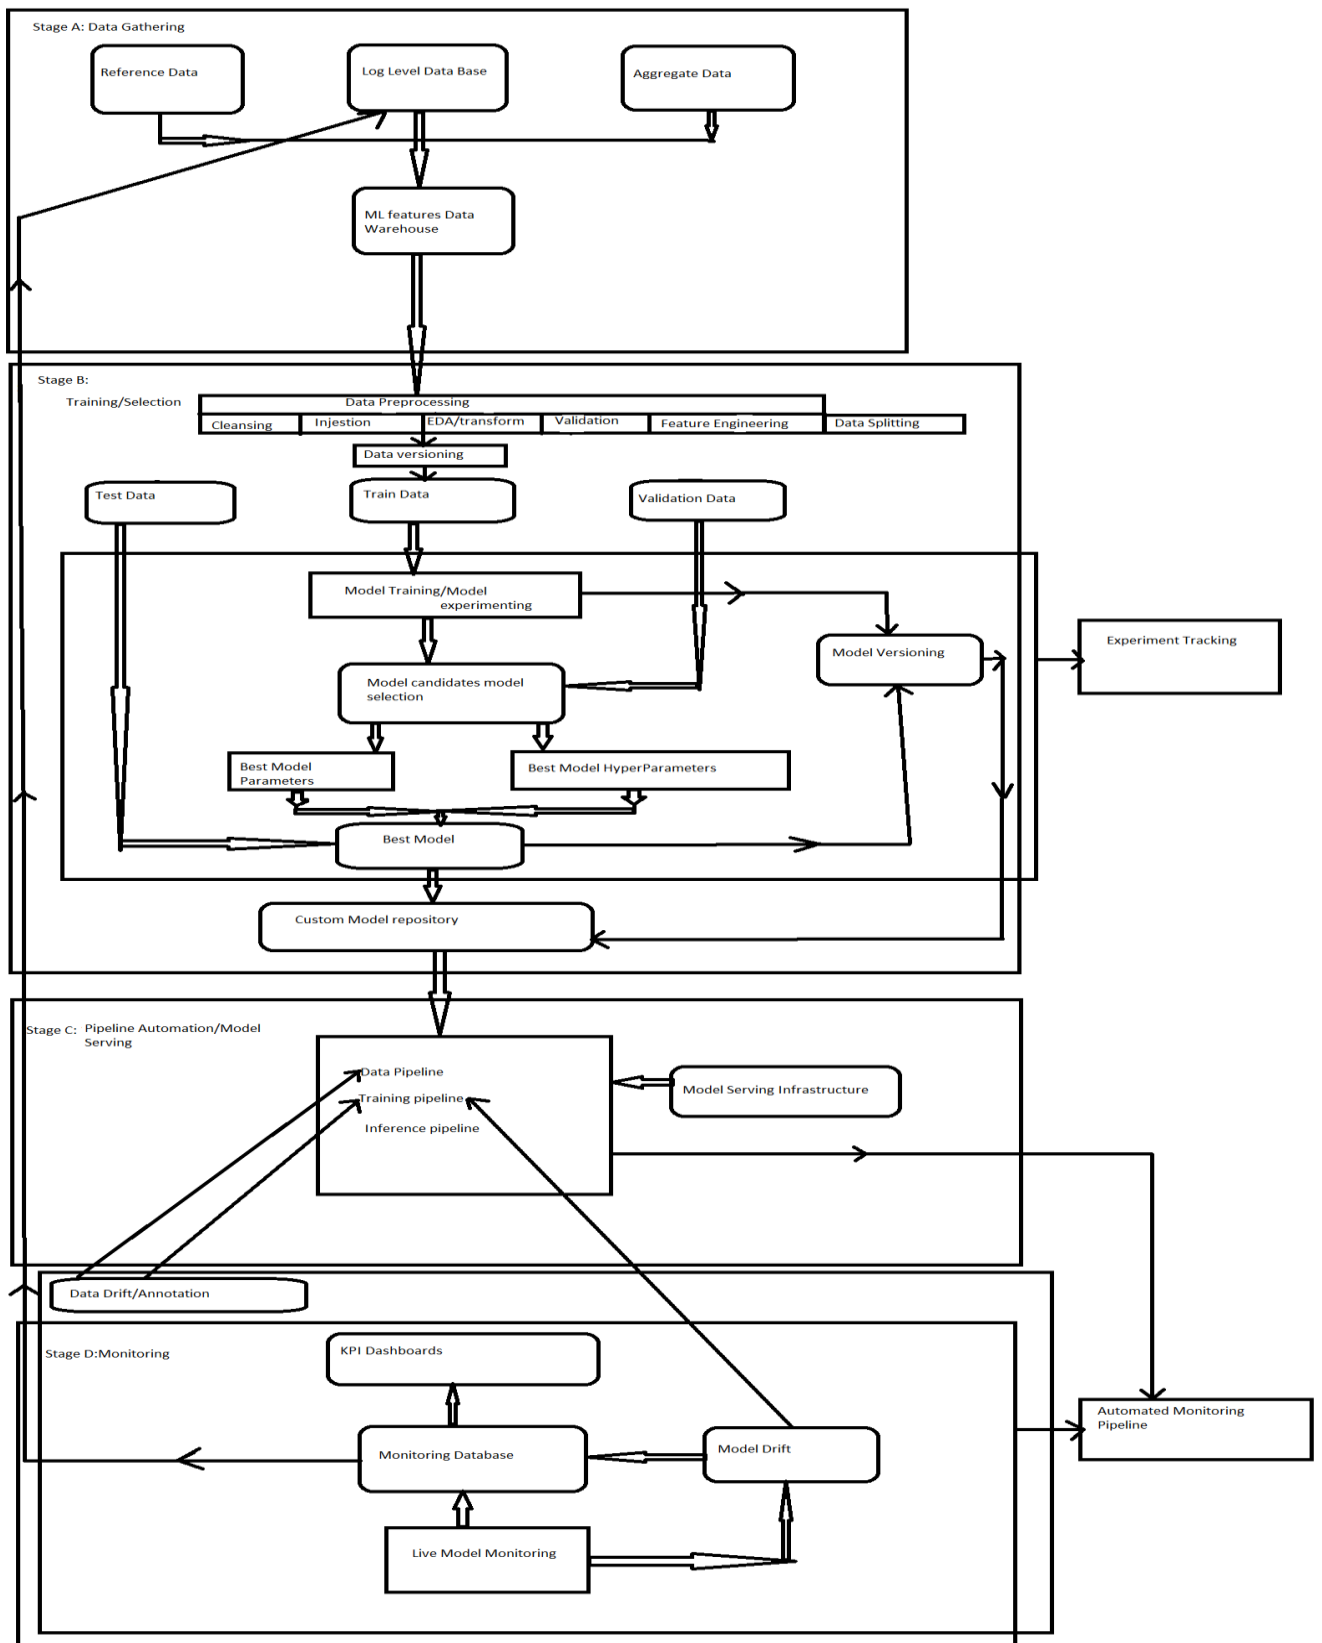 Stage A: Data Gathering
Reference Data
Log Level Data Base
Aggregate Data
ML features Data
Warehouse
Stage B:
Training/Selection
Data Preprocessing
Cleansing
Injestion
EDA/transform
Validation
Feature Engineering
Data Splitting
Data versioning
Test Data
Train Data
Validation Data
Model Training/Model
experimenting
Model Versioning
Experiment Tracking
Model candidates model
selection
Best Model
Parameters
Best Model HyperParameters
Best Model
Custom Model repository
Stage C:
Pipeline Automation/Model
Serving
Data Pipeline
Training pipeline
Inference pipeline
Model Serving Infrastructure
Data Drift/Annotation
Stage D:Monitoring
KPI Dashboards
Monitoring Database
Model Drift
Automated Monitoring
Pipeline
Live Model Monitoring